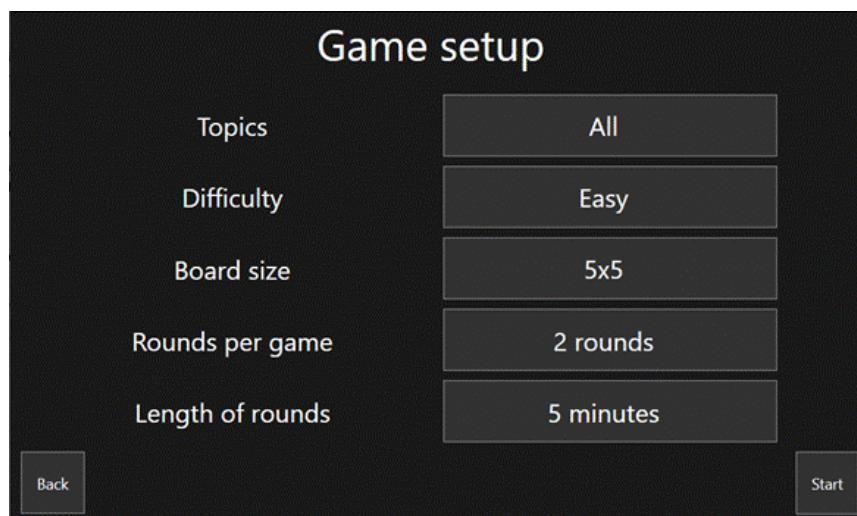 Game setup
Topics All
Difficulty Easy
Board size 5x5
Rounds per game 2 rounds
Length of rounds 5 minutes
Back Start